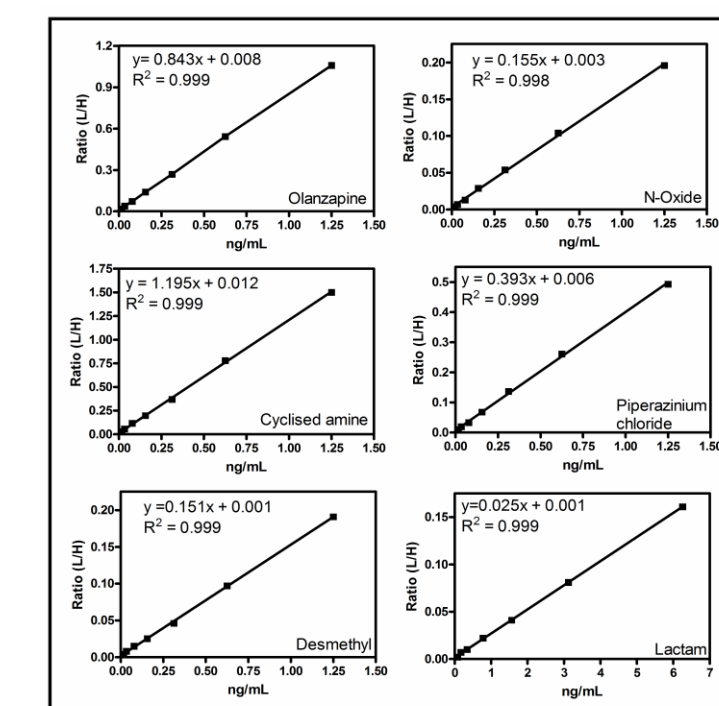 y= 0.843x + 0.008
R² = 0.999
Ratio (L/H)
1.2
0.9
0.6
0.3
0.0
Olanzapine
0.00 0.25 0.50 0.75 1.00 1.25 1.50
ng/mL
y = 0.155x + 0.003
R² = 0.998
Ratio (L/H)
0.20
0.15
0.10
0.05
0.00
N-Oxide
0.00 0.25 0.50 0.75 1.00 1.25 1.50
ng/mL
y = 1.195x + 0.012
R² = 0.999
Ratio (L/H)
1.75
1.50
1.25
1.00
0.75
0.50
0.25
0.00
Cyclised amine
0.00 0.25 0.50 0.75 1.00 1.25 1.50
ng/mL
y = 0.393x + 0.006
R² = 0.999
Ratio (L/H)
0.5
0.4
0.3
0.2
0.1
0.0
Piperazinium
chloride
0.00 0.25 0.50 0.75 1.00 1.25 1.50
ng/mL
y =0.151x + 0.001
R² = 0.999
Ratio (L/H)
0.20
0.15
0.10
0.05
0.00
Desmethyl
0.00 0.25 0.50 0.75 1.00 1.25 1.50
ng/mL
y=0.025x + 0.001
R² = 0.999
Ratio (L/H)
0.15
0.10
0.05
0.00
Lactam
0 1 2 3 4 5 6 7
ng/mL